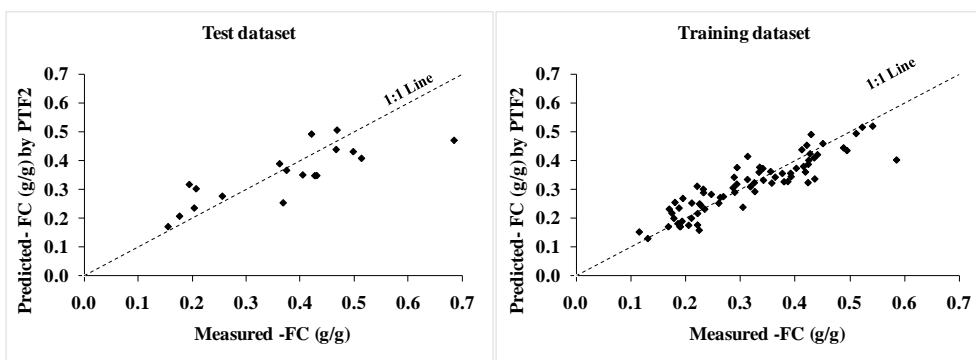 Test dataset
Predicted- FC (g/g) by PTF2
0.7
0.6
0.5
0.4
0.3
0.2
0.1
0.0
1:1 Line
0.0 0.1 0.2 0.3 0.4 0.5 0.6 0.7
Measured -FC (g/g)
Training dataset
Predicted- FC (g/g) by PTF2
0.7
0.6
0.5
0.4
0.3
0.2
0.1
0.0
1:1 Line
0.0 0.1 0.2 0.3 0.4 0.5 0.6 0.7
Measured -FC (g/g)